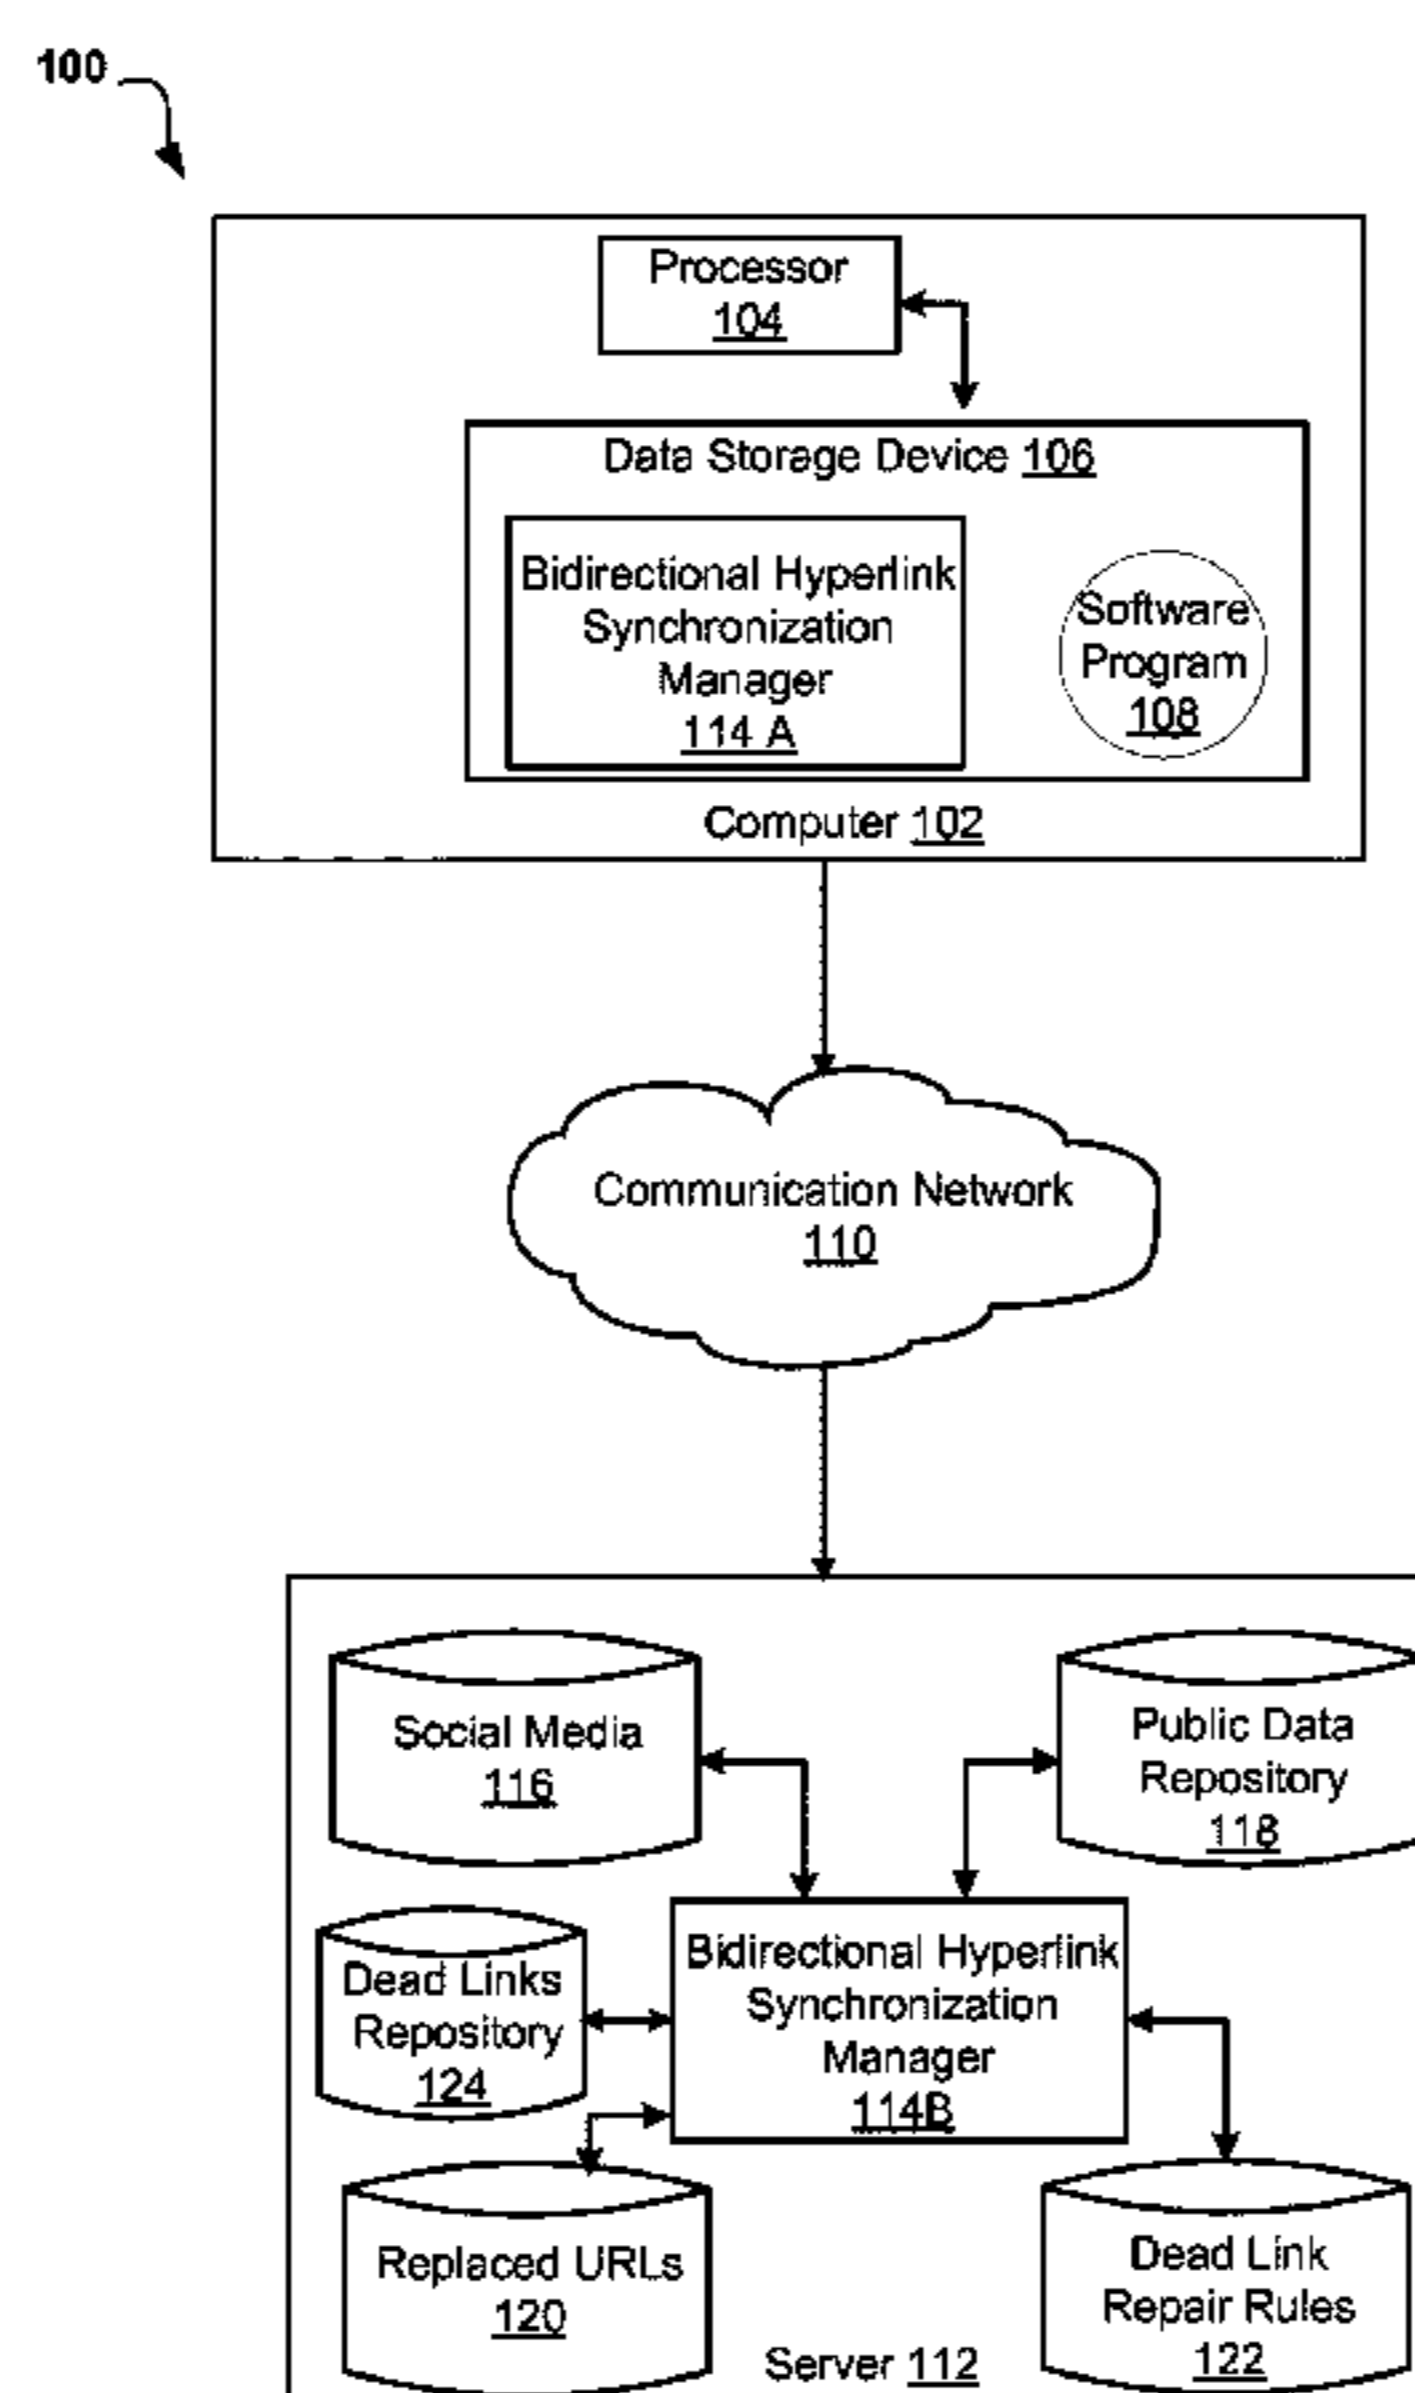 100
Processor
104
Data Storage Device 106
Bidirectional Hyperlink
Synchronization
Manager
114 A
Software
Program
108
Computer 102
Communication Network
110
Social Media
116
Public Data
Repository
118
Dead Links
Repository
124
Bidirectional Hyperlink
Synchronization
Manager
114B
Replaced URLs
120
Dead Link
Repair Rules
122
Server 112